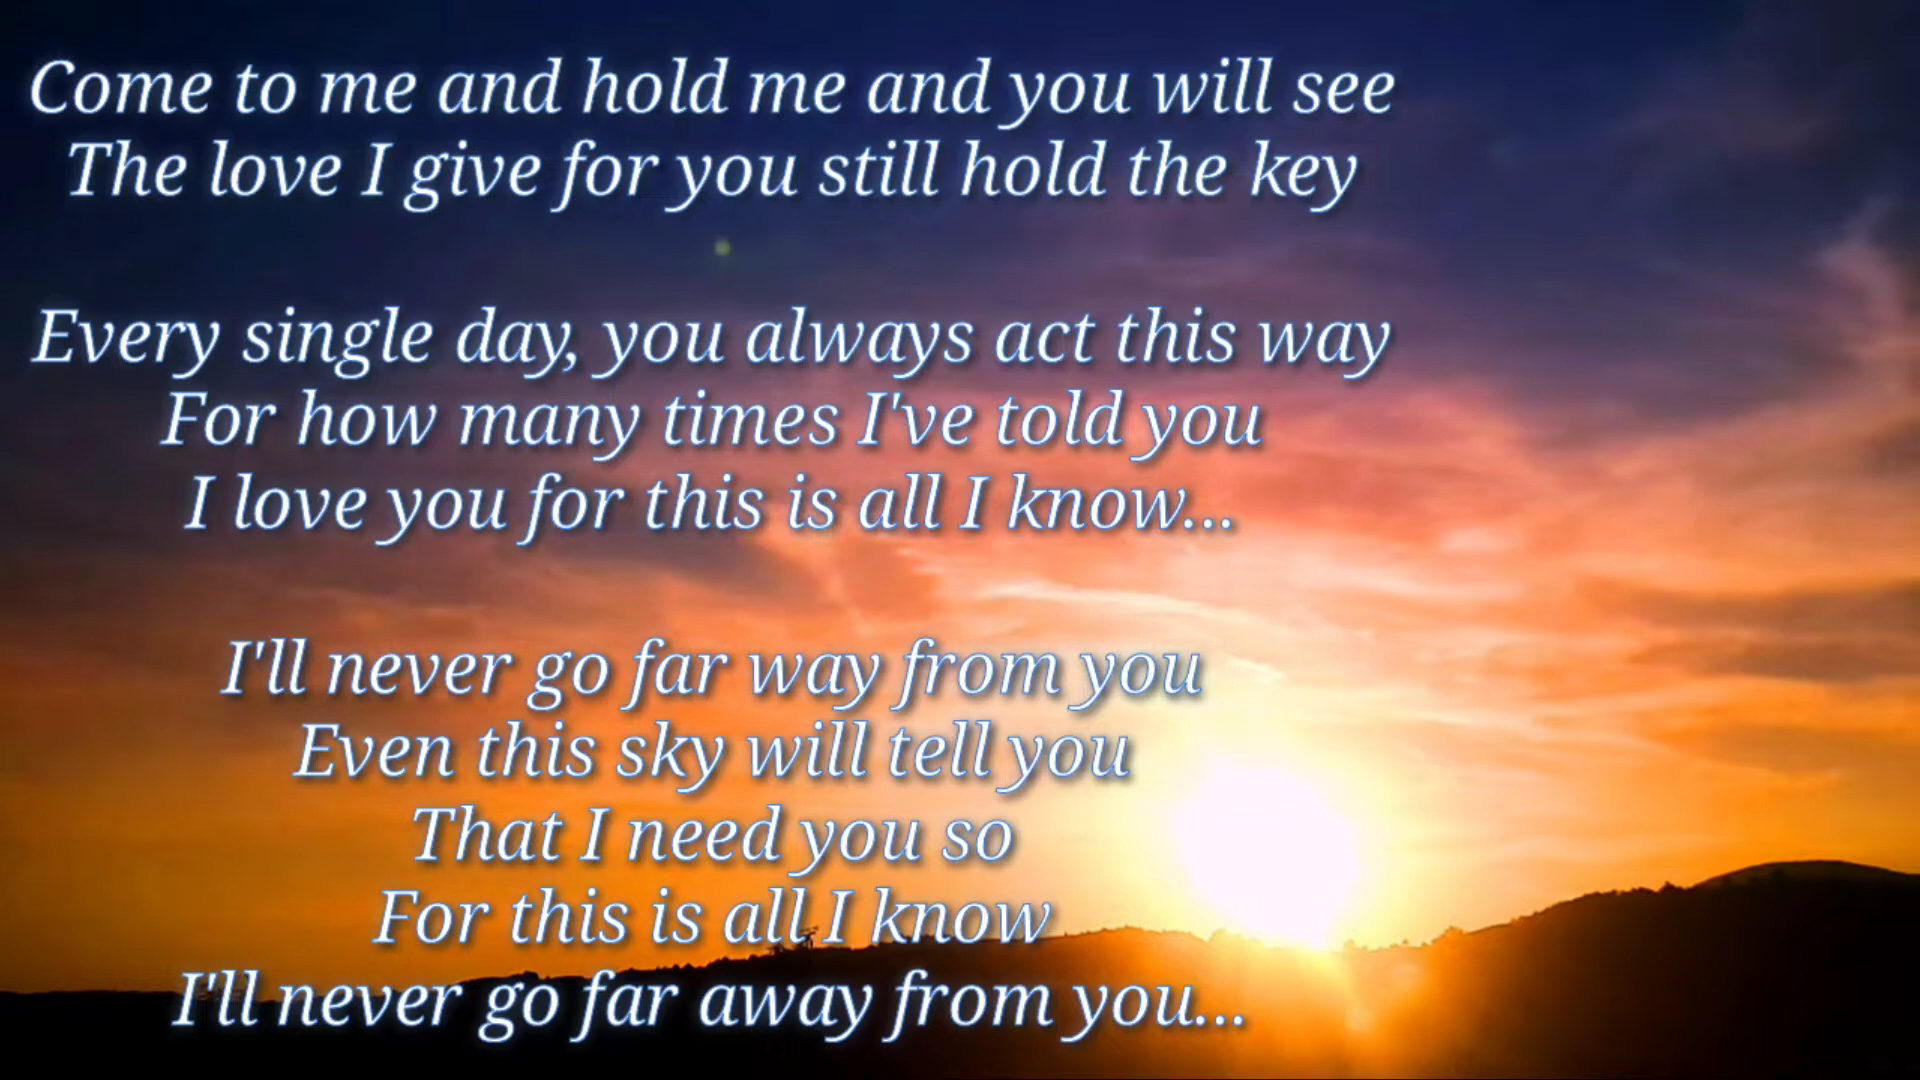 Come to me and hold me and you will see
The love I give for you still hold the key
Every single day, you always act this way
For how many times I've told you
I love you for this is all I know...
I'll never go far way from you
Even this sky will tell you
That I need you so
For this is all I know
I'll never go far away from you...